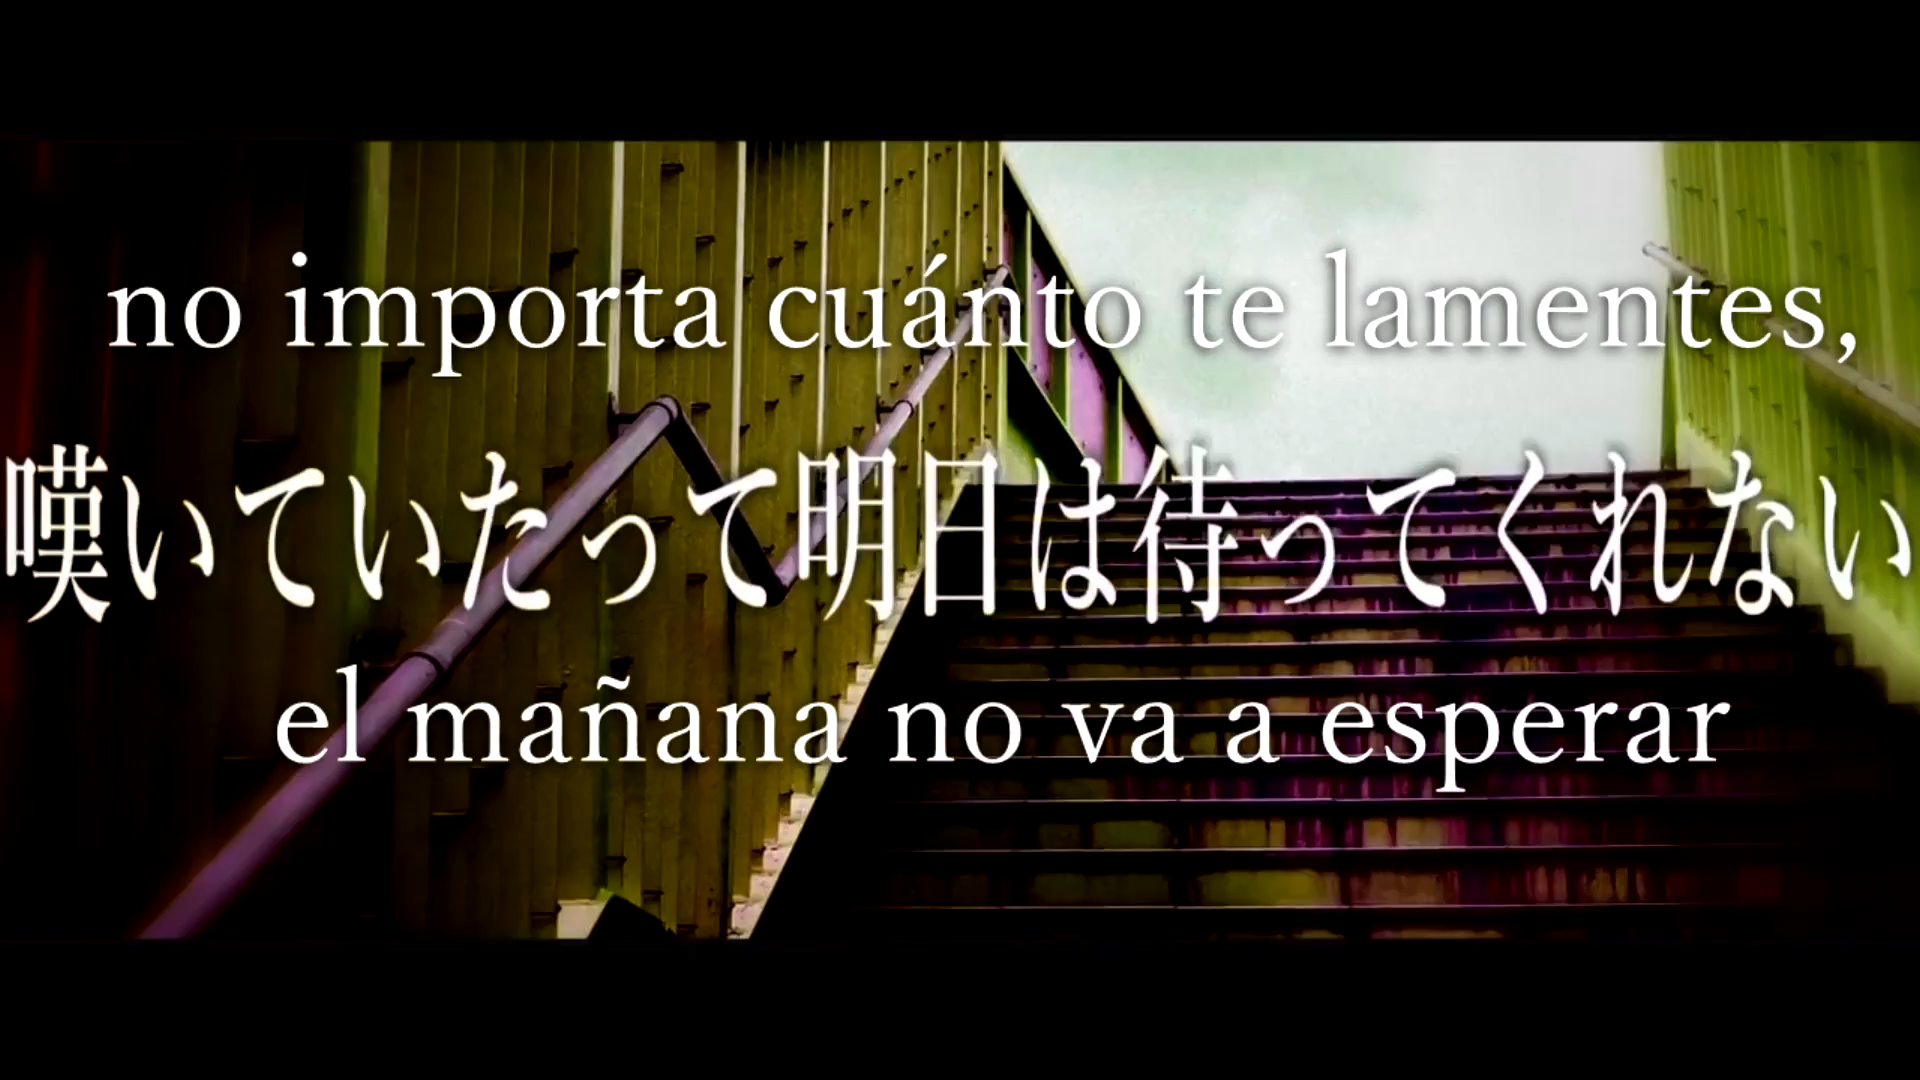 no importa cuánto te lamentes,
嘆いていたって明日は待ってくれない
el mañana no va a esperar